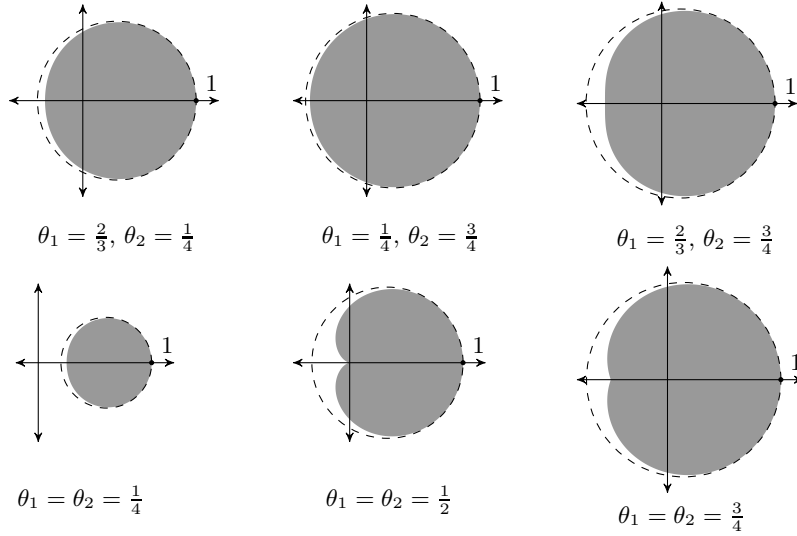 1 1 1
θ₁ = 2/3, θ₂ = 1/4 θ₁ = 1/4, θ₂ = 3/4 θ₁ = 2/3, θ₂ = 3/4
1 1 1
θ₁ = θ₂ = 1/4 θ₁ = θ₂ = 1/2 θ₁ = θ₂ = 3/4